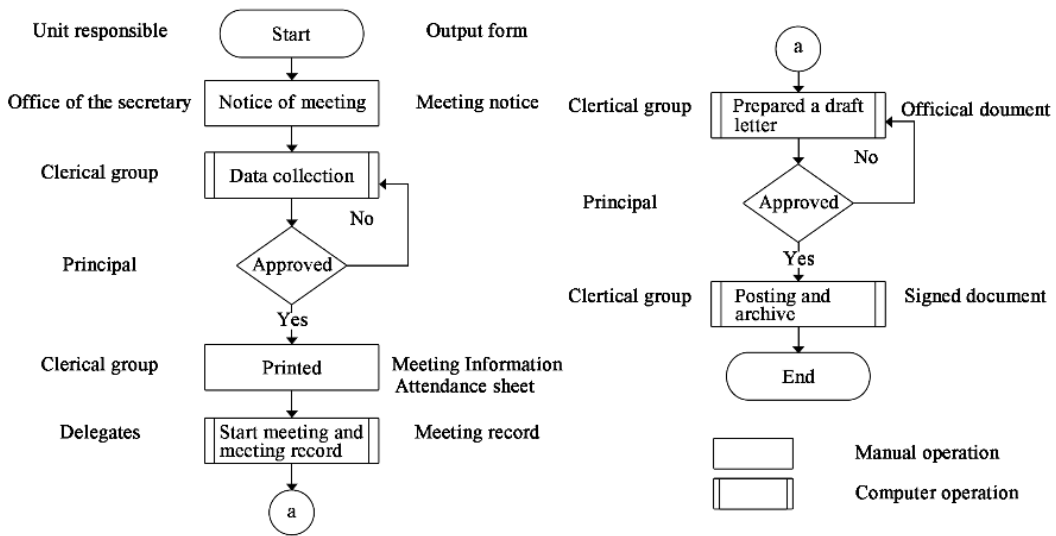 Unit responsible
Start
Output form
Office of the secretary
Notice of meeting
Meeting notice
Clerical group
Data collection
No
Principal
Approved
Yes
Clerical group
Printed
Meeting Information
Attendance sheet
Delegates
Start meeting and
meeting record
Meeting record
a
a
Clertical group
Prepared a draft
letter
Officical doument
No
Principal
Approved
Yes
Clertical group
Posting and
archive
Signed document
End
Manual operation
Computer operation